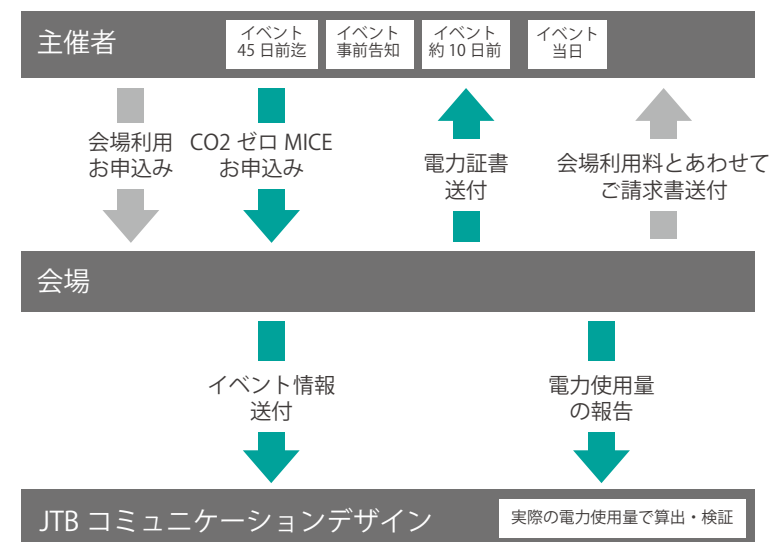 主催者
イベント
45 日前迄
イベント
事前告知
イベント
約 10 日前
イベント
当日
会場利用
お申込み
CO2 ゼロ MICE
お申込み
電力証書
送付
会場利用料とあわせて
ご請求書送付
会場
イベント情報
送付
電力使用量
の報告
JTB コミュニケーションデザイン
実際の電力使用量で算出・検証